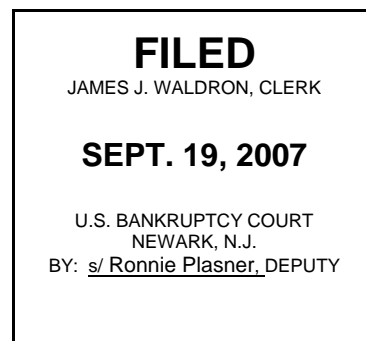 FILED
JAMES J. WALDRON, CLERK
SEPT. 19, 2007
U.S. BANKRUPTCY COURT
NEWARK, N.J.
BY: s/ Ronnie Plasner, DEPUTY